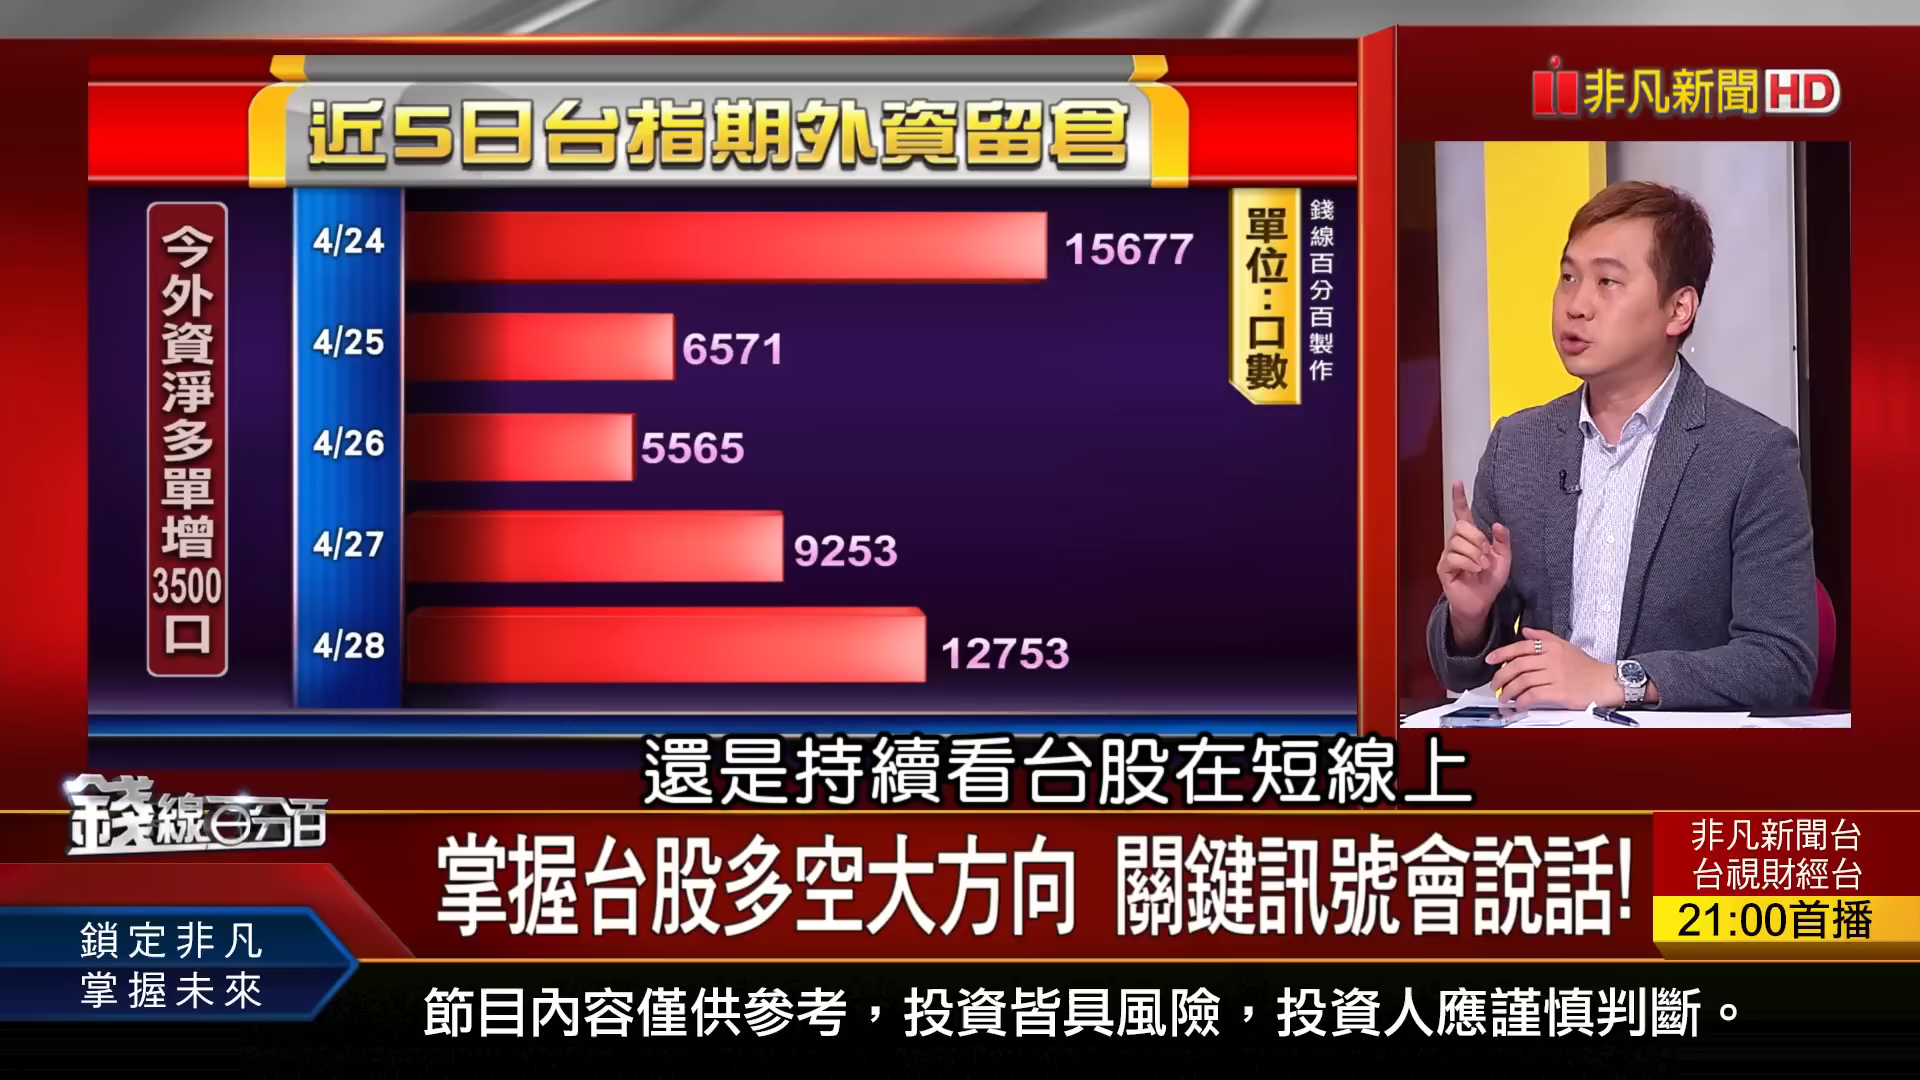 近5日台指期外資留倉
非凡新聞HD
今外資淨多單增3500口
4/24 15677
4/25 6571
4/26 5565
4/27 9253
4/28 12753
單位:口數
錢線百分百製作
還是持續看台股在短線上
錢線百分百
掌握台股多空大方向 關鍵訊號會說話!
非凡新聞台
台視財經台
21:00首播
鎖定非凡
掌握未來
節目內容僅供參考，投資皆具風險，投資人應謹慎判斷。